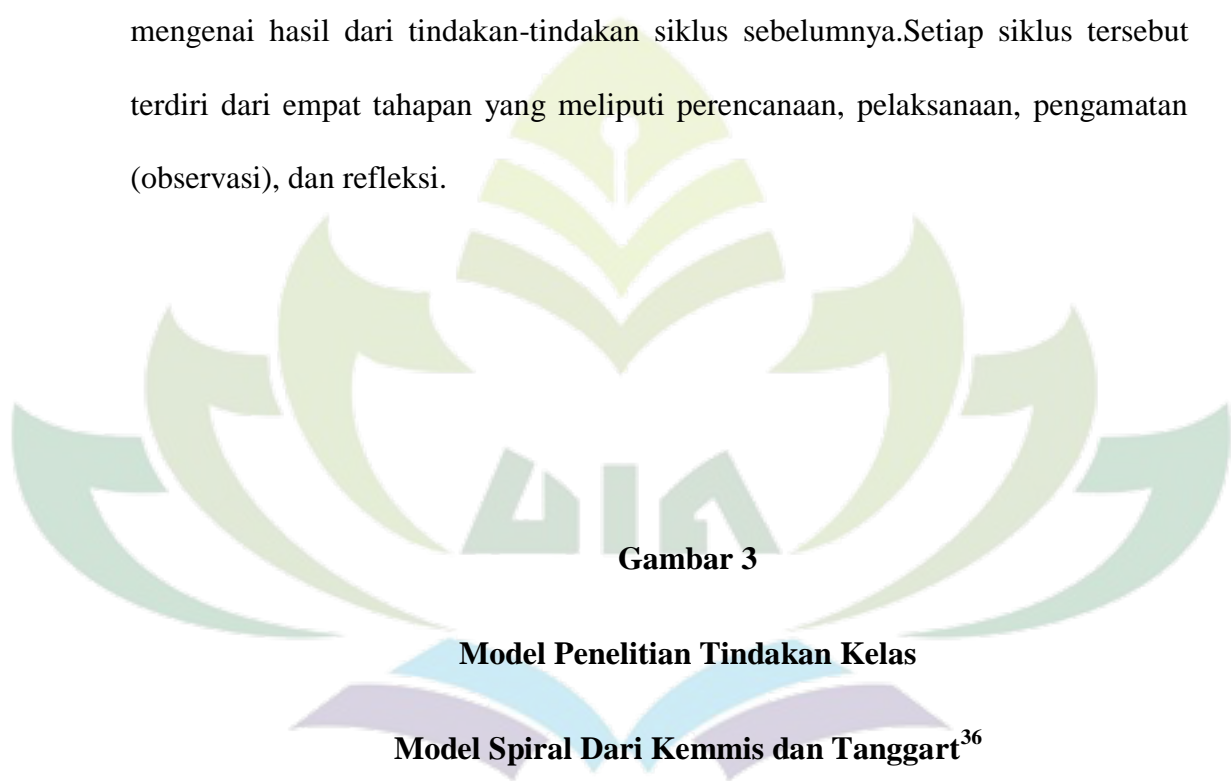 mengenai hasil dari tindakan-tindakan siklus sebelumnya.Setiap siklus tersebut
terdiri dari empat tahapan yang meliputi perencanaan, pelaksanaan, pengamatan
(observasi), dan refleksi.
UIN
Gambar 3
Model Penelitian Tindakan Kelas
Model Spiral Dari Kemmis dan Tanggart36